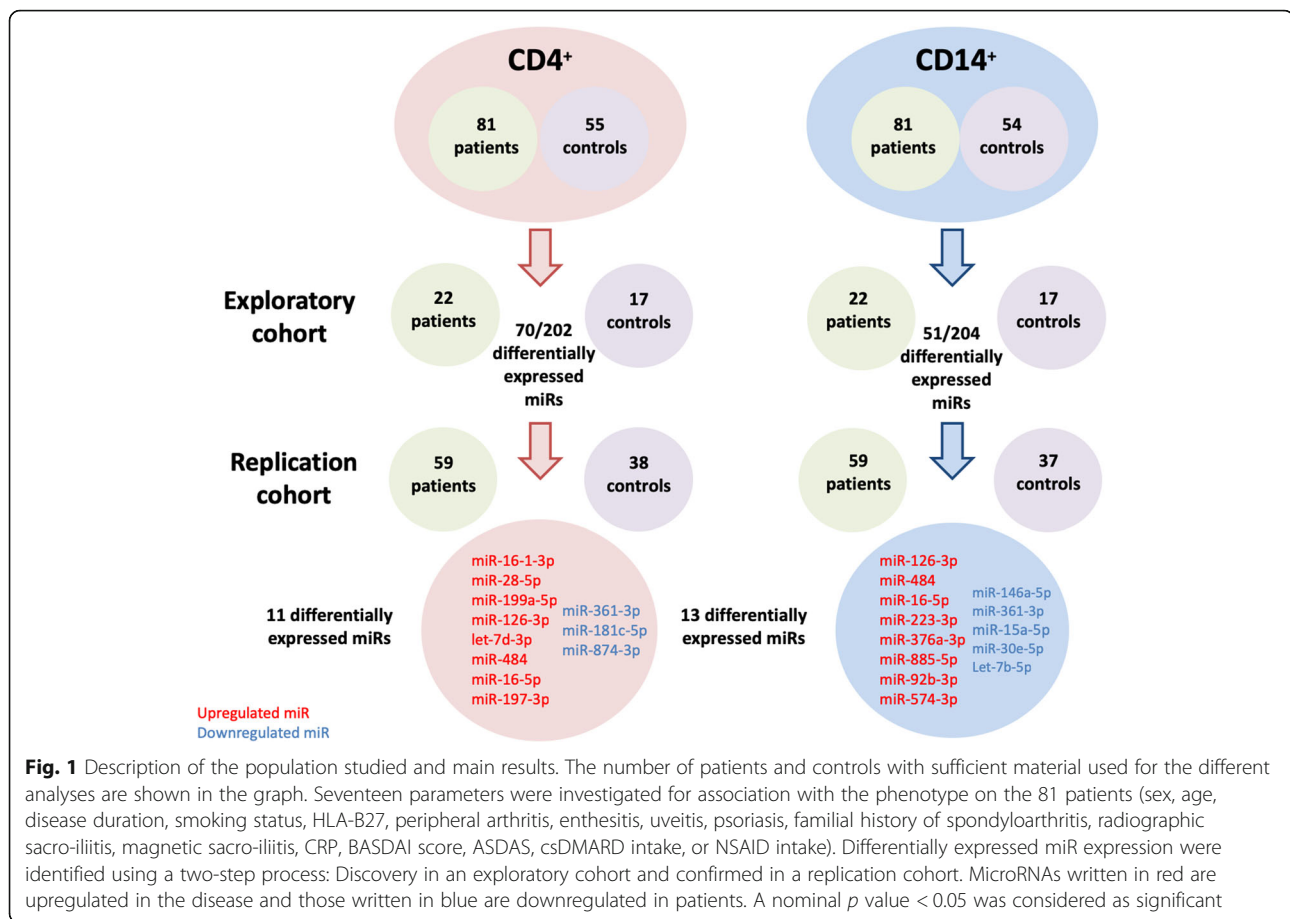 CD4+
81
patients
55
controls
CD14+
81
patients
54
controls
Exploratory
cohort
22
patients
70/202
differentially
expressed
miRs
17
controls
22
patients
51/204
differentially
expressed
miRs
17
controls
Replication
cohort
59
patients
38
controls
59
patients
37
controls
11 differentially
expressed miRs
miR-16-1-3p
miR-28-5p
miR-199a-5p
miR-126-3p
let-7d-3p
miR-484
miR-16-5p
miR-197-3p
miR-361-3p
miR-181c-5p
miR-874-3p
13 differentially
expressed miRs
miR-126-3p
miR-484
miR-16-5p
miR-223-3p
miR-376a-3p
miR-885-5p
miR-92b-3p
miR-574-3p
miR-146a-5p
miR-361-3p
miR-15a-5p
miR-30e-5p
Let-7b-5p
Upregulated miR
Downregulated miR
Fig. 1 Description of the population studied and main results. The number of patients and controls with sufficient material used for the different
analyses are shown in the graph. Seventeen parameters were investigated for association with the phenotype on the 81 patients (sex, age,
disease duration, smoking status, HLA-B27, peripheral arthritis, enthesitis, uveitis, psoriasis, familial history of spondyloarthritis, radiographic
sacro-iliitis, magnetic sacro-iliitis, CRP, BASDAI score, ASDAS, csDMARD intake, or NSAID intake). Differentially expressed miR expression were
identified using a two-step process: Discovery in an exploratory cohort and confirmed in a replication cohort. MicroRNAs written in red are
upregulated in the disease and those written in blue are downregulated in patients. A nominal p value < 0.05 was considered as significant